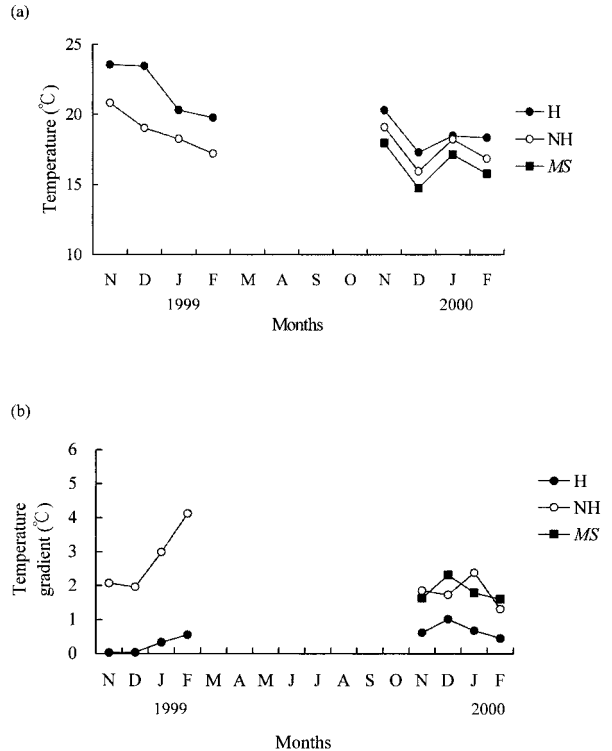 (a)
25
20
15
10
Temperature (℃)
H
NH
MS
N D J F M A S O N D J F
1999 2000
Months
(b)
6
5
4
3
2
1
0
Temperature
gradient (℃)
H
NH
MS
N D J F M A M J J A S O N D J F
1999 2000
Months